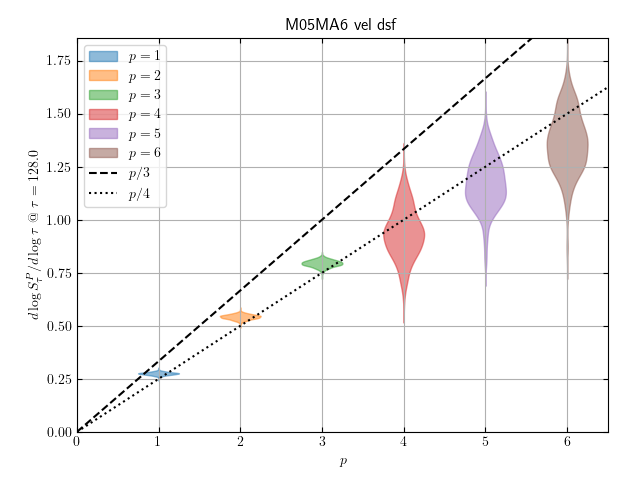 M05MA6 vel dsf
d log S_τ^P / d log τ @ τ = 128.0
1.75
1.50
1.25
1.00
0.75
0.50
0.25
0.00
p = 1
p = 2
p = 3
p = 4
p = 5
p = 6
p/3
p/4
0 1 2 3 4 5 6
p